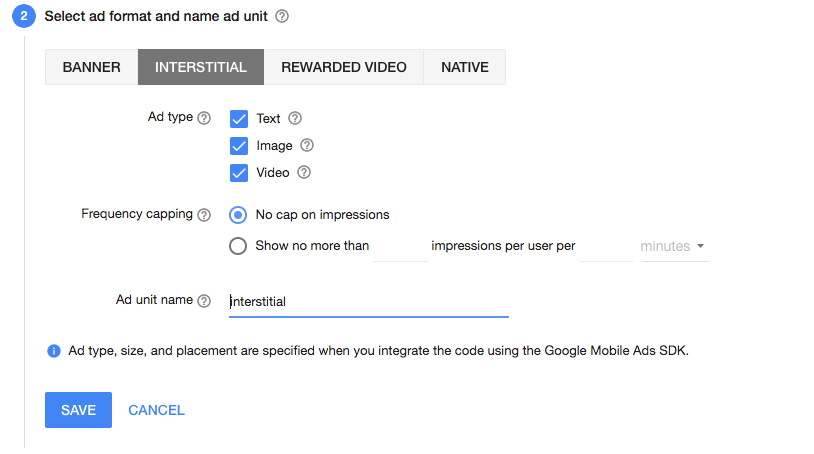 2 Select ad format and name ad unit ?
BANNER INTERSTITIAL REWARDED VIDEO NATIVE
Ad type ? Text ?
Image ?
Video ?
Frequency capping ? No cap on impressions
Show no more than impressions per user per minutes
Ad unit name ? interstitial
i Ad type, size, and placement are specified when you integrate the code using the Google Mobile Ads SDK.
SAVE CANCEL